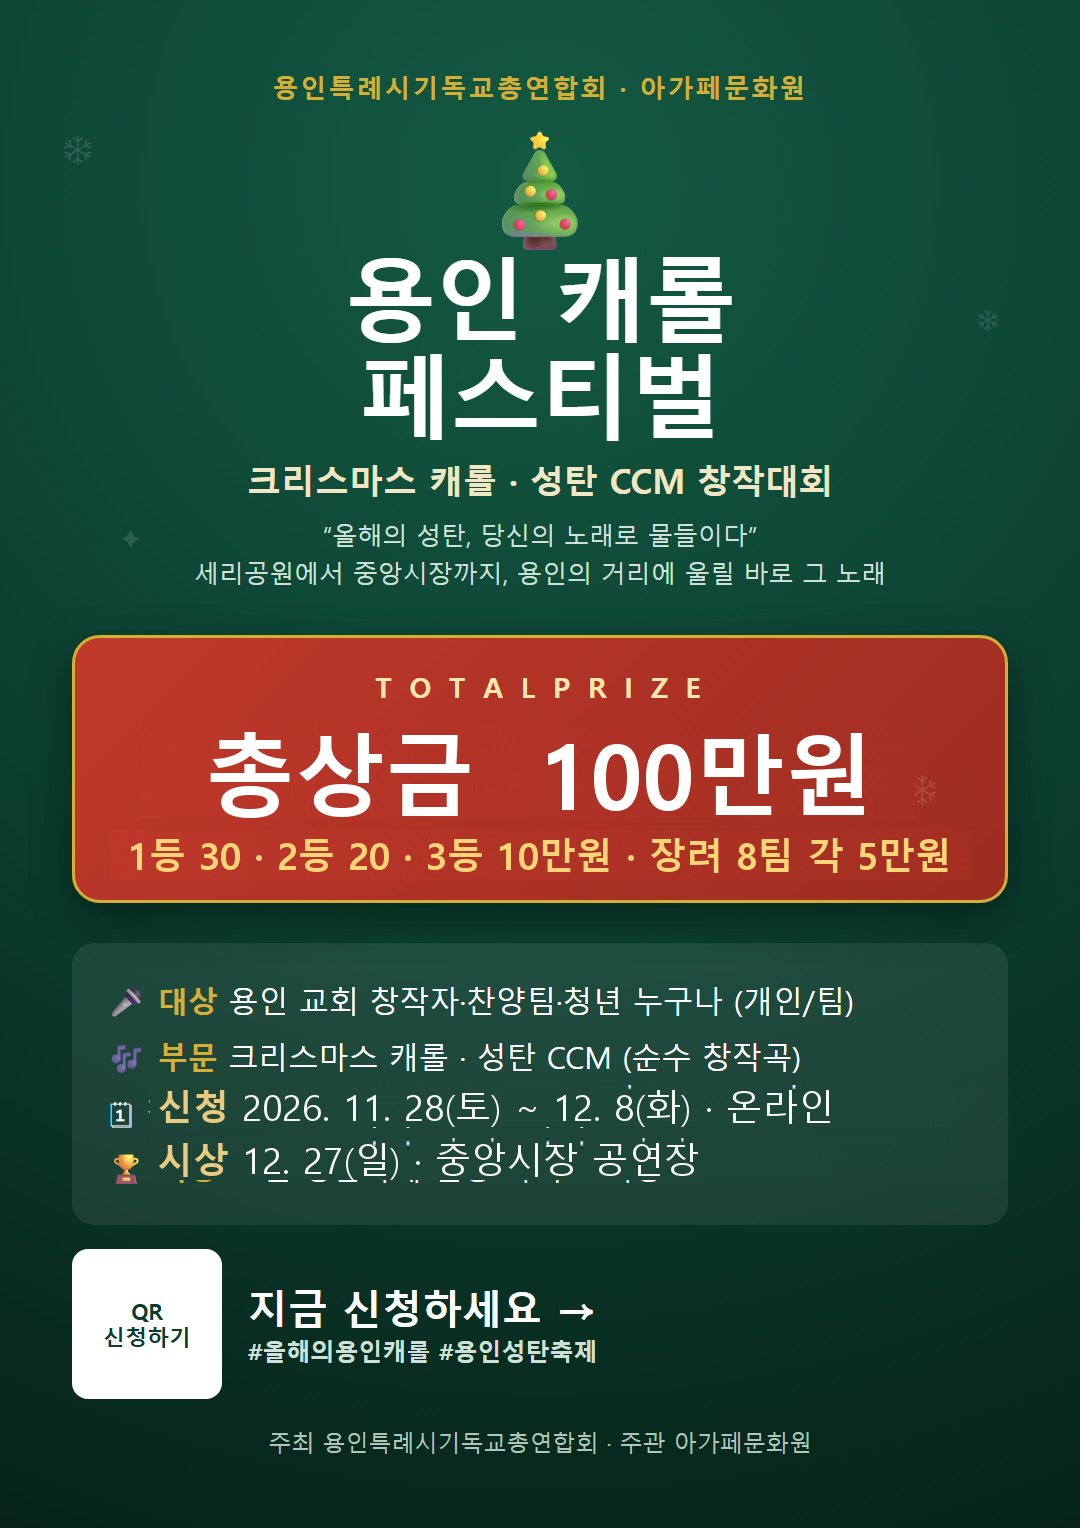 용인특례시기독교총연합회 · 아가페문화원
용인 캐롤
페스티벌
크리스마스 캐롤 · 성탄 CCM 창작대회
“올해의 성탄, 당신의 노래로 물들이다”
세리공원에서 중앙시장까지, 용인의 거리에 울릴 바로 그 노래
TOTALPRIZE
총상금 100만원
1등 30 · 2등 20 · 3등 10만원 · 장려 8팀 각 5만원
대상 용인 교회 창작자·찬양팀·청년 누구나 (개인/팀)
부문 크리스마스 캐롤 · 성탄 CCM (순수 창작곡)
신청 2026. 11. 28(토) ~ 12. 8(화) · 온라인
시상 12. 27(일) · 중앙시장 공연장
QR
신청하기
지금 신청하세요 →
#올해의용인캐롤 #용인성탄축제
주최 용인특례시기독교총연합회 · 주관 아가페문화원